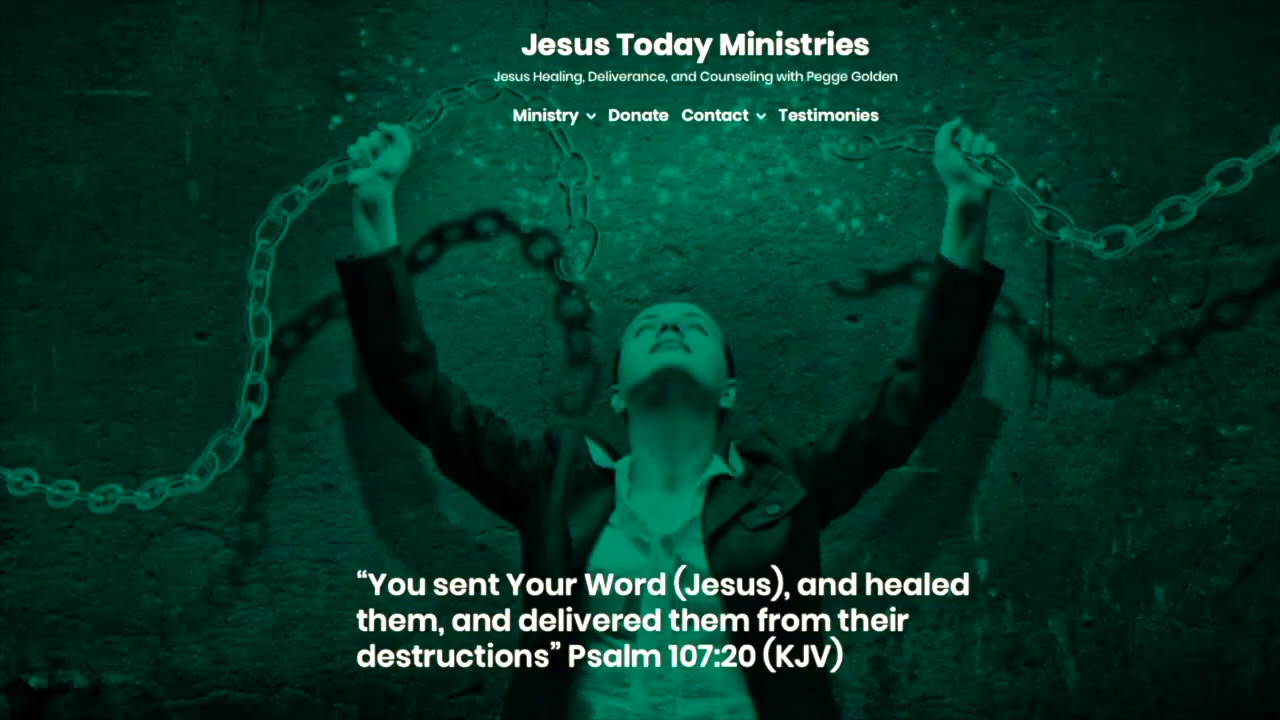 Jesus Today Ministries
Jesus Healing, Deliverance, and Counseling with Pegge Golden
Ministry Donate Contact Testimonies
“You sent Your Word (Jesus), and healed
them, and delivered them from their
destructions” Psalm 107:20 (KJV)